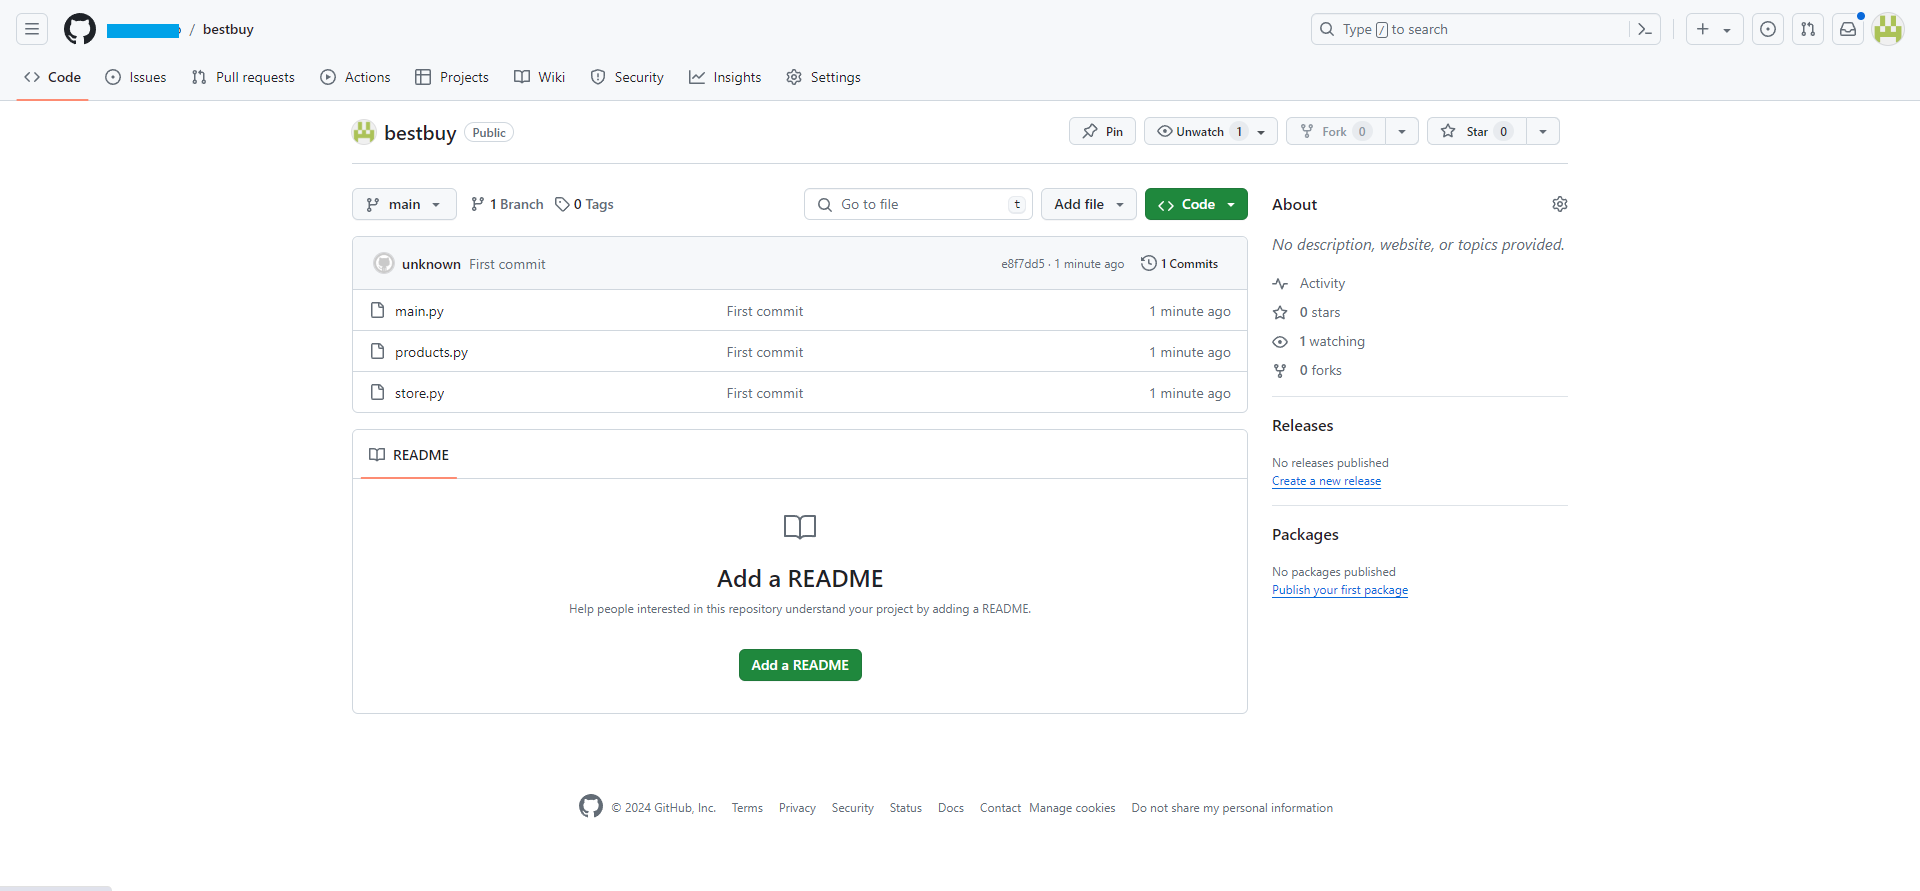 / bestbuy
Type / to search
Code Issues Pull requests Actions Projects Wiki Security Insights Settings
bestbuy Public
Pin Unwatch 1 Fork 0 Star 0
main 1 Branch 0 Tags Go to file t Add file Code
unknown First commit e8f7dd5 · 1 minute ago 1 Commits
main.py First commit 1 minute ago
products.py First commit 1 minute ago
store.py First commit 1 minute ago
README
Add a README
Help people interested in this repository understand your project by adding a README.
Add a README
About
No description, website, or topics provided.
Activity
0 stars
1 watching
0 forks
Releases
No releases published
Create a new release
Packages
No packages published
Publish your first package
© 2024 GitHub, Inc. Terms Privacy Security Status Docs Contact Manage cookies Do not share my personal information